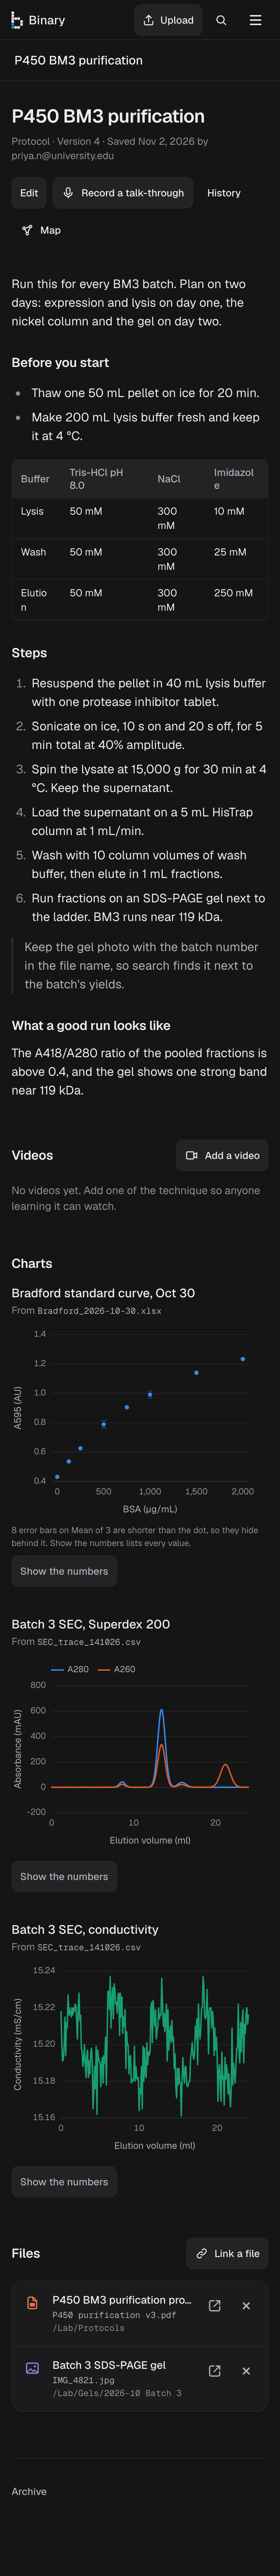 Binary
Upload
P450 BM3 purification
P450 BM3 purification
Protocol · Version 4 · Saved Nov 2, 2026 by
priya.n@university.edu
Edit
Record a talk-through
History
Map
Run this for every BM3 batch. Plan on two
days: expression and lysis on day one, the
nickel column and the gel on day two.
Before you start
• Thaw one 50 mL pellet on ice for 20 min.
• Make 200 mL lysis buffer fresh and keep
it at 4 °C.
Buffer Tris-HCl pH 8.0 NaCl Imidazole
Lysis 50 mM 300 mM 10 mM
Wash 50 mM 300 mM 25 mM
Elution 50 mM 300 mM 250 mM
Steps
1. Resuspend the pellet in 40 mL lysis buffer
with one protease inhibitor tablet.
2. Sonicate on ice, 10 s on and 20 s off, for 5
min total at 40% amplitude.
3. Spin the lysate at 15,000 g for 30 min at 4
°C. Keep the supernatant.
4. Load the supernatant on a 5 mL HisTrap
column at 1 mL/min.
5. Wash with 10 column volumes of wash
buffer, then elute in 1 mL fractions.
6. Run fractions on an SDS-PAGE gel next to
the ladder. BM3 runs near 119 kDa.
Keep the gel photo with the batch number
in the file name, so search finds it next to
the batch's yields.
What a good run looks like
The A418/A280 ratio of the pooled fractions is
above 0.4, and the gel shows one strong band
near 119 kDa.
Videos
Add a video
No videos yet. Add one of the technique so anyone
learning it can watch.
Charts
Bradford standard curve, Oct 30
From Bradford_2026-10-30.xlsx
A595 (AU)
1.4
1.2
1.0
0.8
0.6
0.4
0 500 1,000 1,500 2,000
BSA (µg/mL)
8 error bars on Mean of 3 are shorter than the dot, so they hide
behind it. Show the numbers lists every value.
Show the numbers
Batch 3 SEC, Superdex 200
From SEC_trace_141026.csv
A280 A260
Absorbance (mAU)
800
600
400
200
0
-200
0 10 20
Elution volume (ml)
Show the numbers
Batch 3 SEC, conductivity
From SEC_trace_141026.csv
Conductivity (mS/cm)
15.24
15.22
15.20
15.18
15.16
0 10 20
Elution volume (ml)
Show the numbers
Files
Link a file
P450 BM3 purification pro...
P450 purification v3.pdf
/Lab/Protocols
Batch 3 SDS-PAGE gel
IMG_4821.jpg
/Lab/Gels/2026-10 Batch 3
Archive